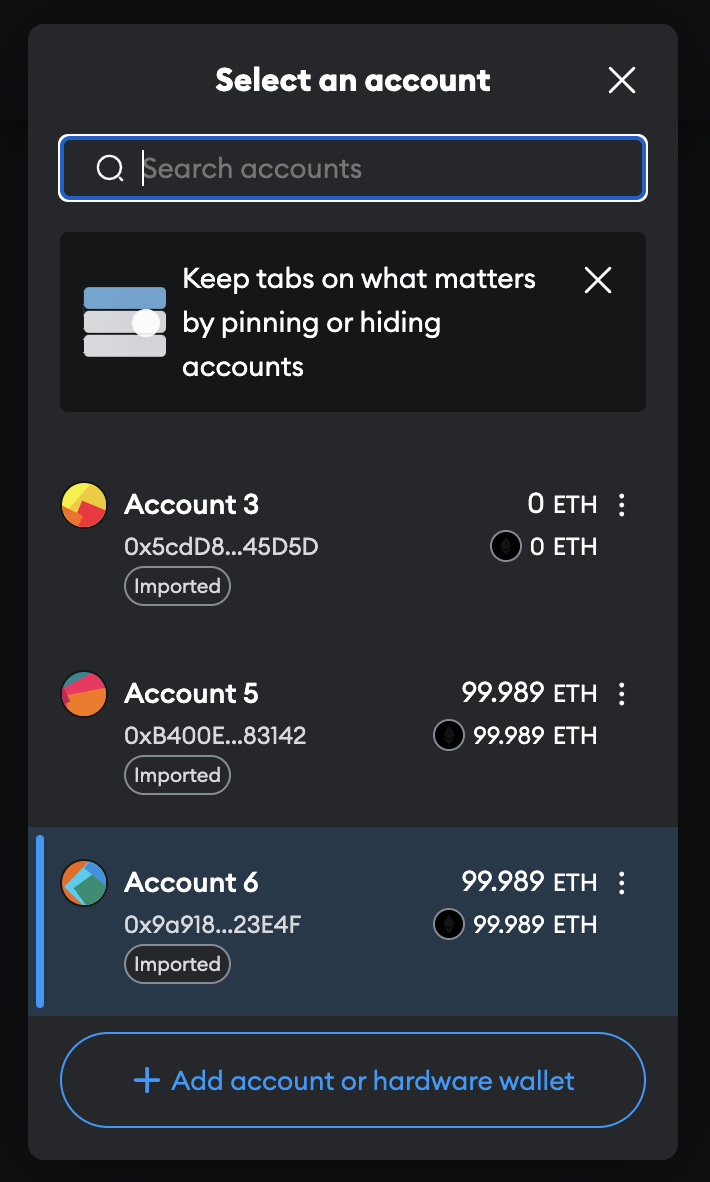 Select an account
Search accounts
Keep tabs on what matters
by pinning or hiding
accounts
Account 3
0 ETH
0x5cdD8...45D5D
0 ETH
Imported
Account 5
99.989 ETH
0xB400E...83142
99.989 ETH
Imported
Account 6
99.989 ETH
0x9a918...23E4F
99.989 ETH
Imported
+ Add account or hardware wallet